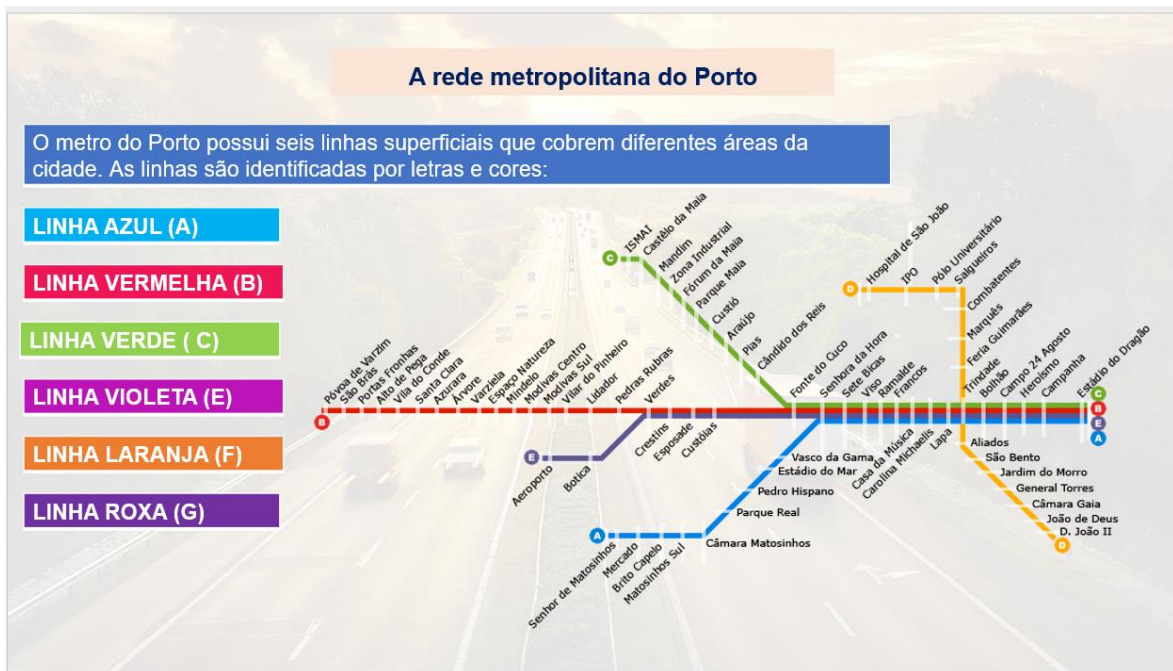 A rede metropolitana do Porto
O metro do Porto possui seis linhas superficiais que cobrem diferentes áreas da
cidade. As linhas são identificadas por letras e cores:
LINHA AZUL (A)
LINHA VERMELHA (B)
LINHA VERDE ( C)
LINHA VIOLETA (E)
LINHA LARANJA (F)
LINHA ROXA (G)
C
ISMAI
Castêlo da Maia
Mandim
Zona Industrial
Fórum da Maia
Parque Maia
Custió
Araújo
Pias
Cândido dos Reis
D
Hospital de São João
IPO
Pólo Universitário
Salgueiros
Combatentes
Marquês
Feria Guimarães
B
Póvoa de Varzim
São Brás
Portas Fronhas
Alto de Pega
Vila do Conde
Santa Clara
Azurara
Árvore
Varziela
Espaço Natureza
Mindelo
Modivas Centro
Modivas Sul
Vilar do Pinheiro
Lidador
Pedras Rubras
Verdes
Fonte do Cuco
Senhora da Hora
Sete Bicas
Viso
Ramalde
Francos
Trindade
Bolhão
Campo 24 Agosto
Heroísmo
Campanha
Estádio do Dragão
C
B
E
A
E
Aeroporto
Botica
Crestins
Esposade
Custóias
Casa da Música
Carolina Michaelis
Lapa
Vasco da Gama
Estádio do Mar
Pedro Hispano
Parque Real
Câmara Matosinhos
A
Senhor de Matosinhos
Mercado
Brito Capelo
Matosinhos Sul
Aliados
São Bento
Jardim do Morro
General Torres
Câmara Gaia
João de Deus
D. João II
D